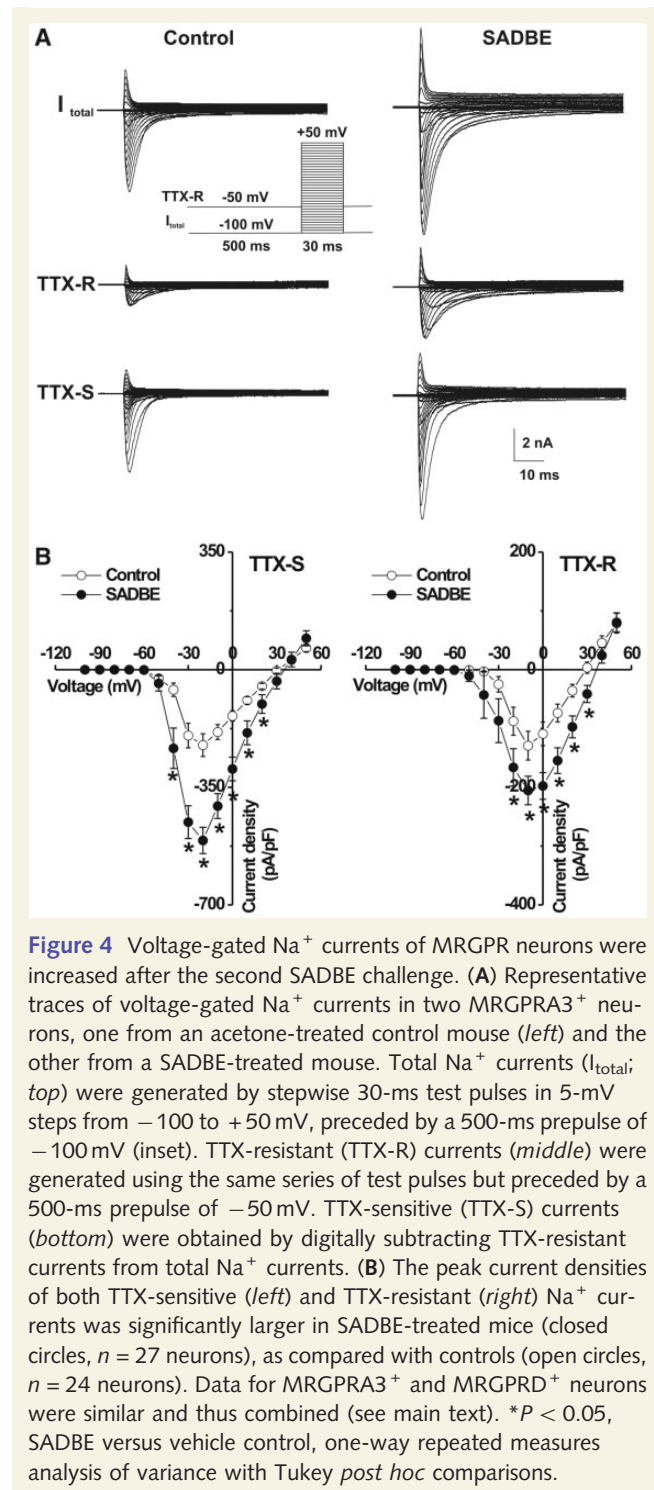 A
Control
SADBE
I total
+50 mV
TTX-R
-50 mV
Itotal
-100 mV
500 ms
30 ms
TTX-R
TTX-S
2 nA
10 ms
B
Control
SADBE
350
TTX-S
-120 -90 -60 -30 0 30 60
0
Voltage (mV)
-350
-700
Current density
(pA/pF)
* * * * * * *
Control
SADBE
200
TTX-R
-120 -90 -60 -30 0 30 60
0
Voltage (mV)
-200
-400
Current density
(pA/pF)
* * * * * *
Figure 4 Voltage-gated Na⁺ currents of MRGPR neurons were
increased after the second SADBE challenge. (A) Representative
traces of voltage-gated Na⁺ currents in two MRGPRA3⁺ neu-
rons, one from an acetone-treated control mouse (left) and the
other from a SADBE-treated mouse. Total Na⁺ currents (Itotal;
top) were generated by stepwise 30-ms test pulses in 5-mV
steps from −100 to +50 mV, preceded by a 500-ms prepulse of
−100 mV (inset). TTX-resistant (TTX-R) currents (middle) were
generated using the same series of test pulses but preceded by a
500-ms prepulse of −50 mV. TTX-sensitive (TTX-S) currents
(bottom) were obtained by digitally subtracting TTX-resistant
currents from total Na⁺ currents. (B) The peak current densities
of both TTX-sensitive (left) and TTX-resistant (right) Na⁺ cur-
rents was significantly larger in SADBE-treated mice (closed
circles, n = 27 neurons), as compared with controls (open circles,
n = 24 neurons). Data for MRGPRA3⁺ and MRGPRD⁺ neurons
were similar and thus combined (see main text). *P < 0.05,
SADBE versus vehicle control, one-way repeated measures
analysis of variance with Tukey post hoc comparisons.